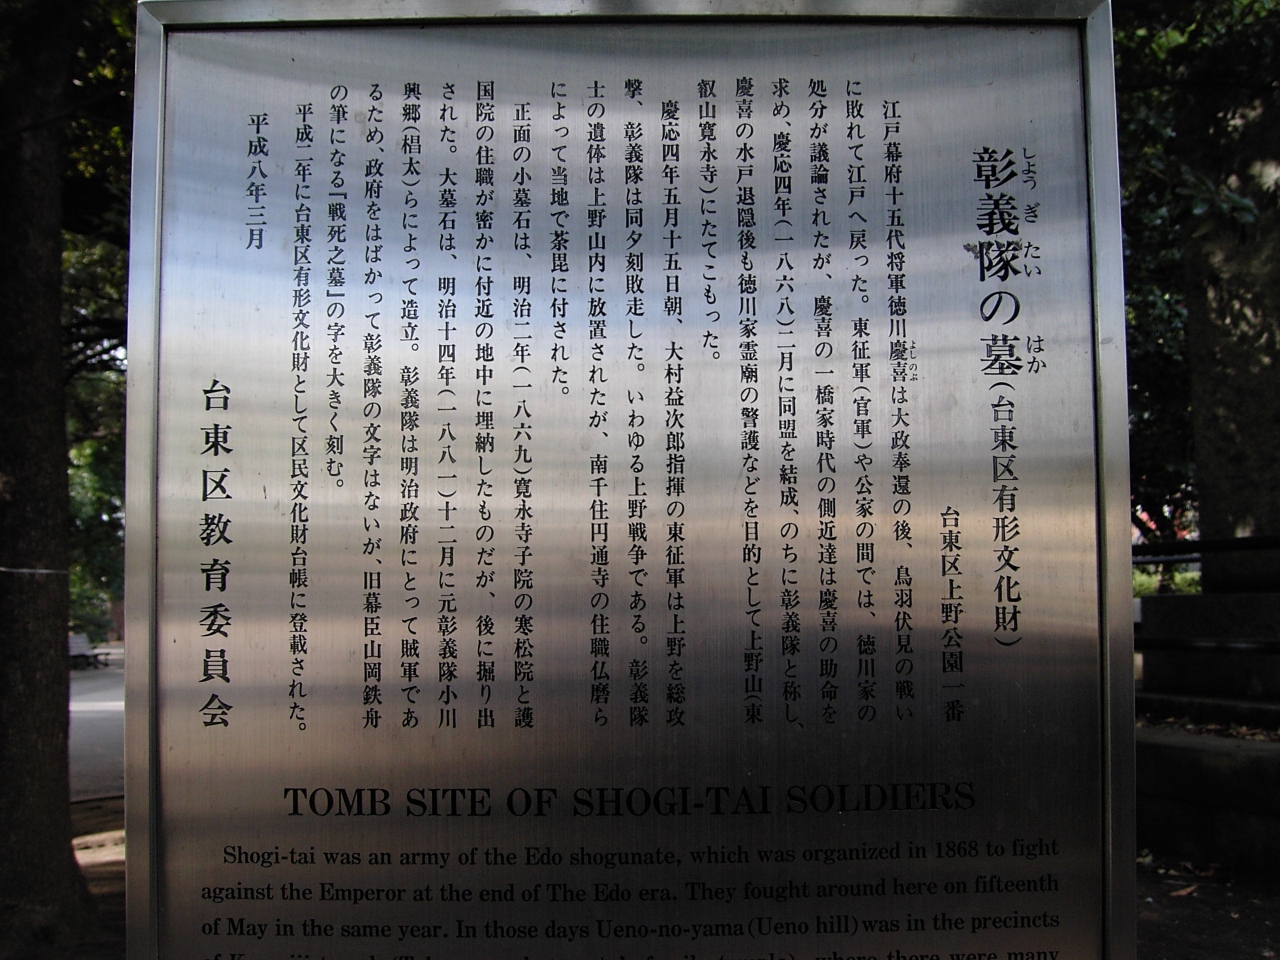 彰義隊の墓(台東区有形文化財)
しょう ぎ たい はか
台東区上野公園一番
江戸幕府十五代将軍徳川慶喜は大政奉還の後、鳥羽伏見の戦い
よしのぶ
に敗れて江戸へ戻った。東征軍(官軍)や公家の間では、徳川家の
処分が議論されたが、慶喜の一橋家時代の側近達は慶喜の助命を
求め、慶応四年(一八六八)二月に同盟を結成、のちに彰義隊と称し、
慶喜の水戸退隠後も徳川家霊廟の警護などを目的として上野山(東
叡山寛永寺)にたてこもった。
慶応四年五月十五日朝、大村益次郎指揮の東征軍は上野を総攻
撃、彰義隊は同夕刻敗走した。いわゆる上野戦争である。彰義隊
士の遺体は上野山内に放置されたが、南千住円通寺の住職仏磨ら
によって当地で荼毘に付された。
正面の小墓石は、明治二年(一八六九)寛永寺子院の寒松院と護
国院の住職が密かに付近の地中に埋納したものだが、後に掘り出
された。大墓石は、明治十四年(一八八一)十二月に元彰義隊小川
興郷(椙太)らによって造立。彰義隊は明治政府にとって賊軍であ
るため、政府をはばかって彰義隊の文字はないが、旧幕臣山岡鉄舟
の筆になる『戦死之墓』の字を大きく刻む。
平成二年に台東区有形文化財として区民文化財台帳に登載された。
平成八年三月
台東区教育委員会
TOMB SITE OF SHOGI-TAI SOLDIERS
Shogi-tai was an army of the Edo shogunate, which was organized in 1868 to fight
against the Emperor at the end of The Edo era. They fought around here on fifteenth
of May in the same year. In those days Ueno-no-yama(Ueno hill)was in the precincts
where there were many